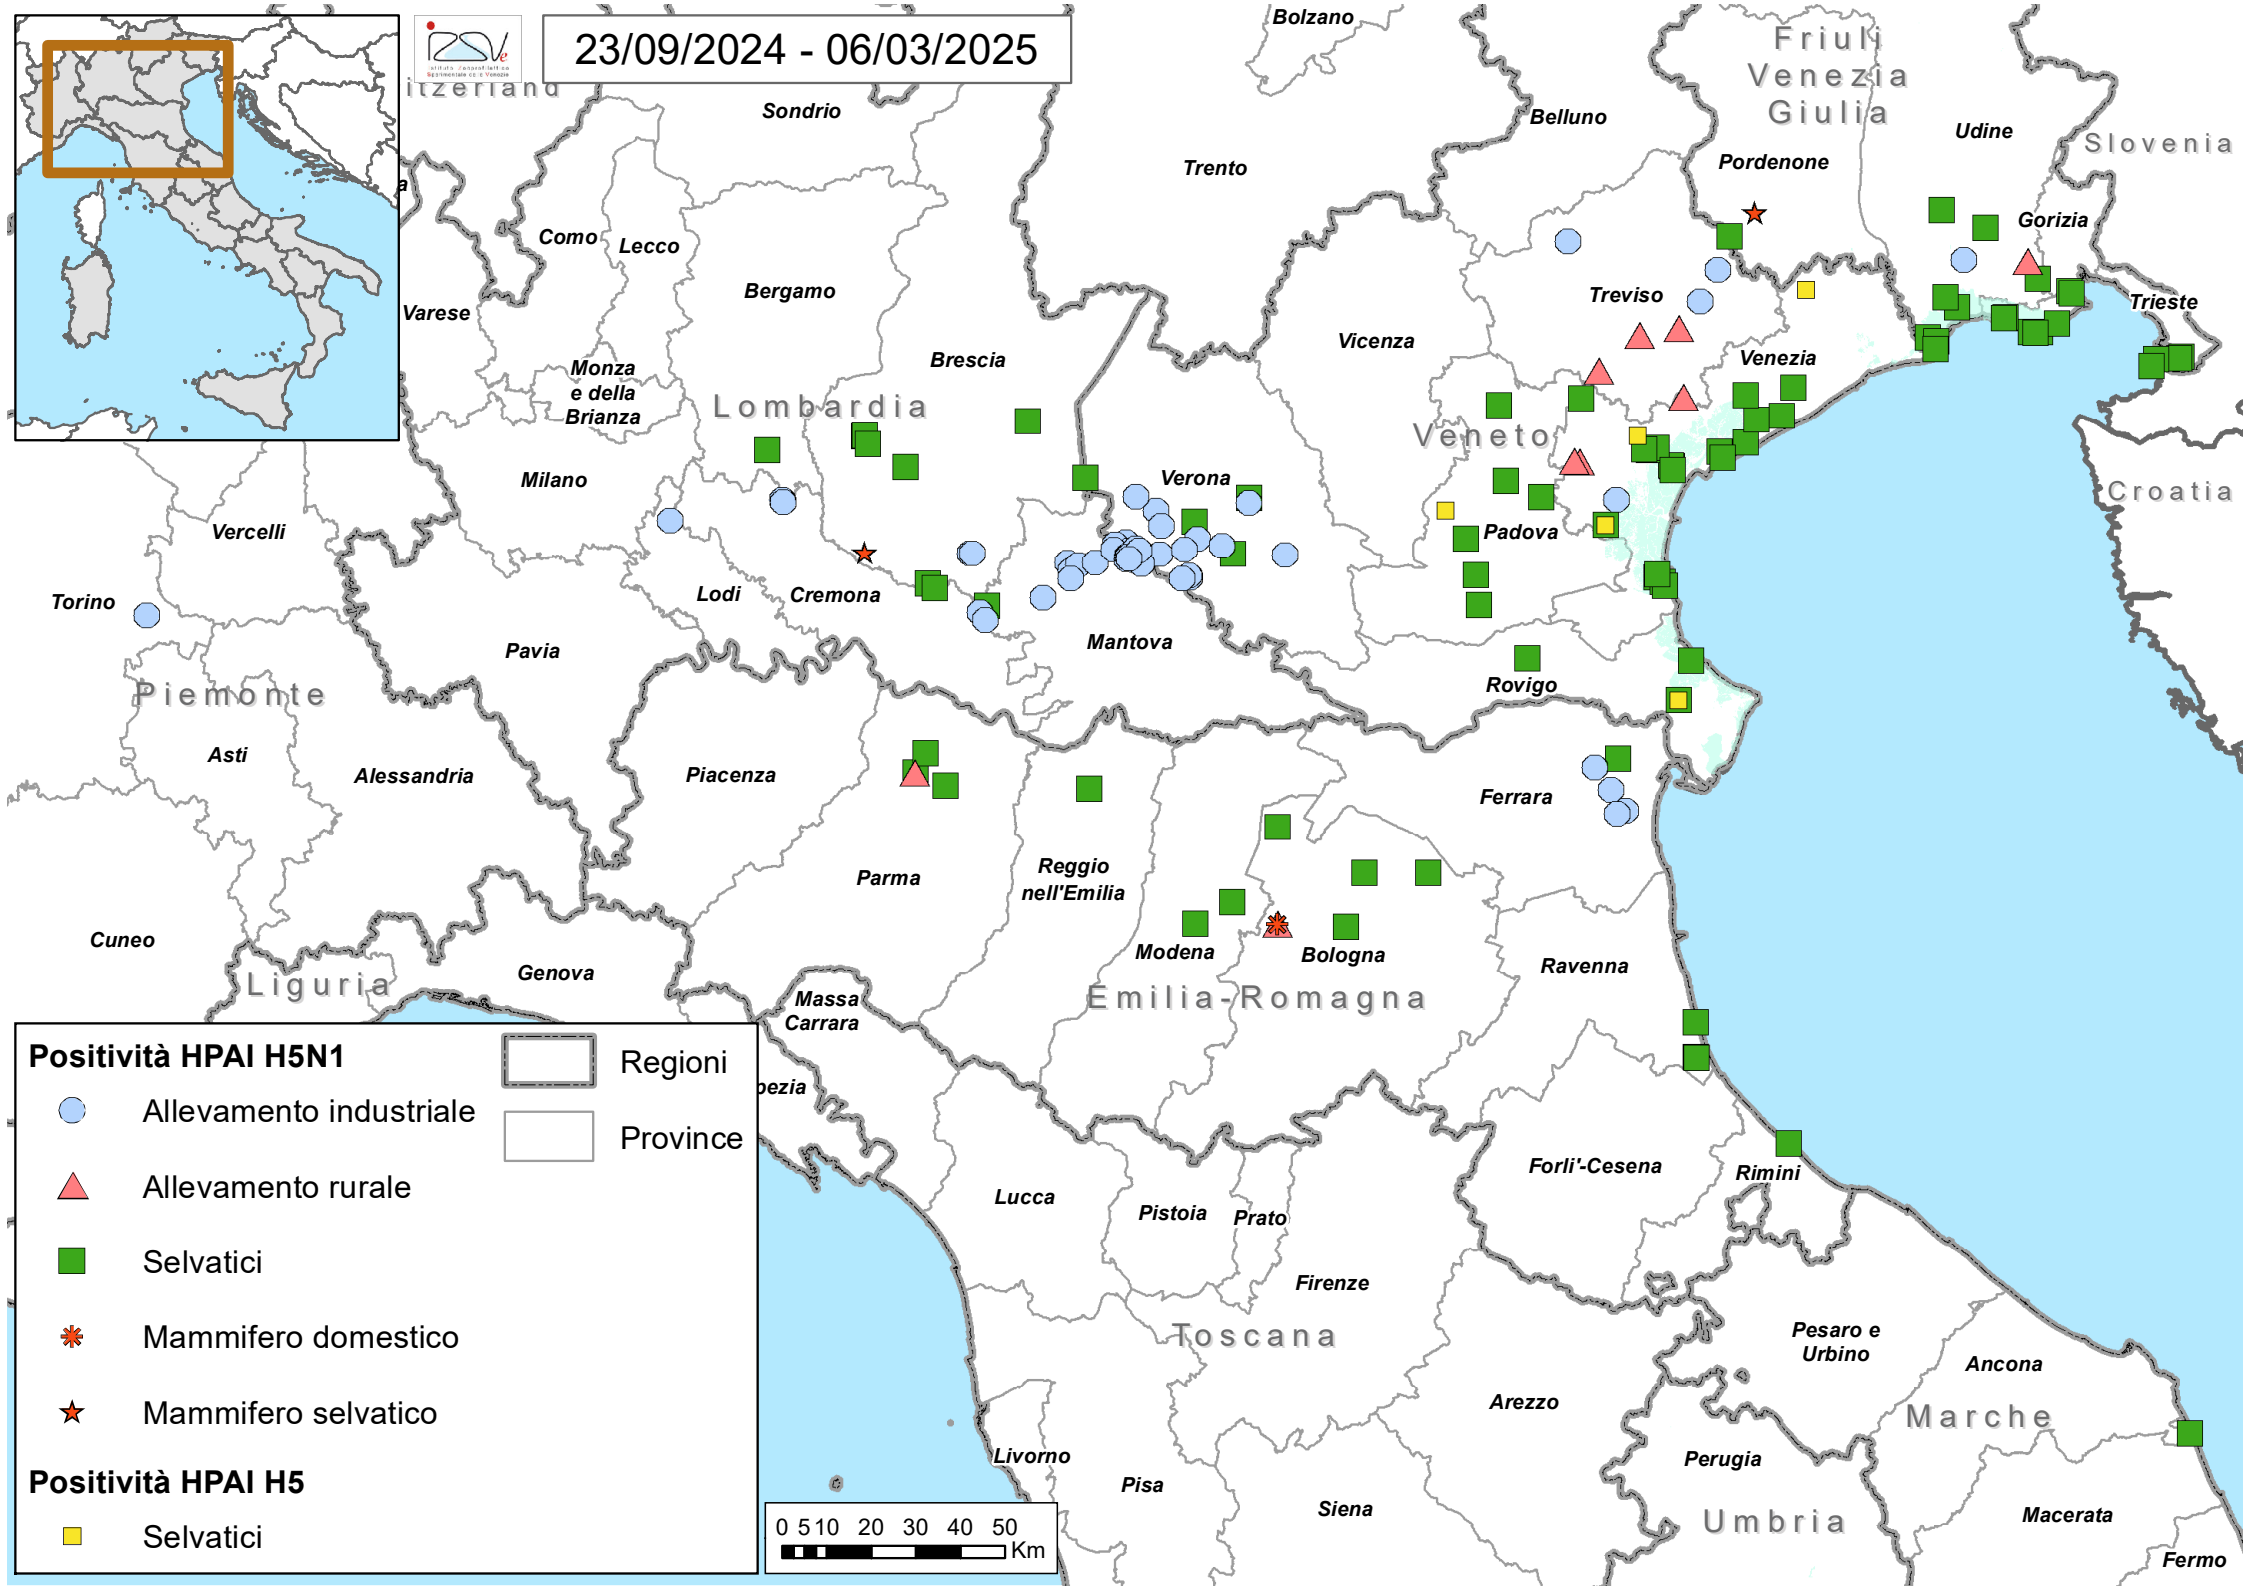 23/09/2024 - 06/03/2025
Bolzano
Friuli
Venezia
Giulia
itzerland
Sondrio
Belluno
Udine
Slovenia
Trento
Pordenone
Gorizia
Como
Lecco
a
Bergamo
Treviso
Trieste
Varese
Vicenza
Venezia
Brescia
Monza
e della
Brianza
Lombardia
Veneto
Milano
Verona
Croatia
Vercelli
Padova
Torino
Lodi
Cremona
Pavia
Mantova
Piemonte
Rovigo
Asti
Alessandria
Piacenza
Ferrara
Parma
Reggio
nell'Emilia
Cuneo
Modena
Bologna
Ravenna
Liguria
Genova
Massa
Carrara
Emilia-Romagna
pezia
Forli'-Cesena
Rimini
Lucca
Pistoia
Prato
Firenze
Toscana
Pesaro e
Urbino
Ancona
Arezzo
Marche
Livorno
Perugia
Pisa
Siena
Umbria
Macerata
Fermo
Positività HPAI H5N1
Allevamento industriale
Allevamento rurale
Selvatici
Mammifero domestico
Mammifero selvatico
Positività HPAI H5
Selvatici
Regioni
Province
0 5 10 20 30 40 50
Km